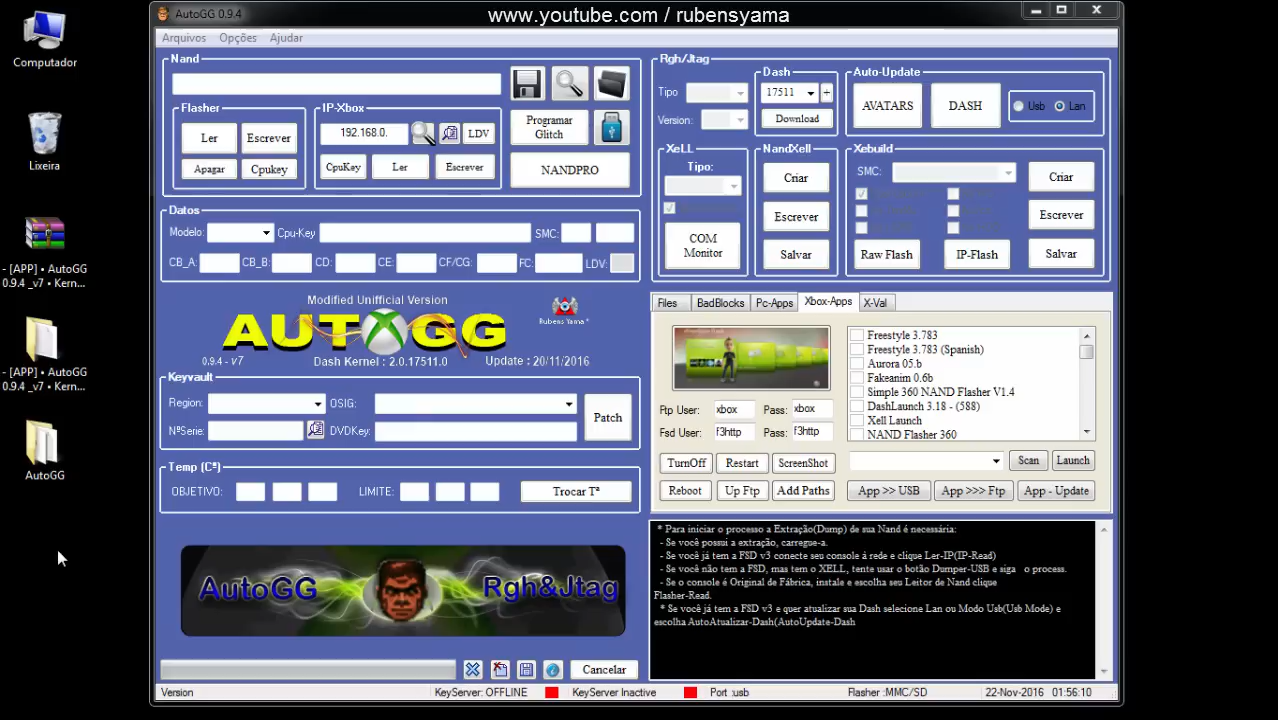 www.youtube.com / rubensyama
AutoGG 0.9.4
Arquivos Opções Ajudar
Computador
Lixeira
- [APP] • AutoGG
0.9.4 _v7 • Kern...
- [APP] • AutoGG
0.9.4 _v7 • Kern...
AutoGG
Nand
Flasher
Ler Escrever
Apagar Cpukey
IP-Xbox
192.168.0. LDV
CpuKey Ler Escrever
Programar
Glitch
NANDPRO
Datos
Modelo: Cpu-Key SMC:
CB_A: CB_B: CD: CE: CF/CG: FC: LDV:
Modified Unifficial Version
AUTOGG
Rubens Yama *
0.9.4 - v7 Dash Kernel : 2.0.17511.0 Update : 20/11/2016
Keyvault
Region: OSIG:
NºSerie: DVDKey:
Patch
Temp (Cª)
OBJETIVO: LIMITE: Trocar Tª
AutoGG Rgh&Jtag
Cancelar
Rgh/Jtag
Tipo
Version:
Dash
17511 +
Download
Auto-Update
AVATARS DASH Usb Lan
XeLL
Tipo:
COM
Monitor
NandXell
Criar
Escrever
Salvar
Xebuild
SMC: Criar
Escrever
Raw Flash IP-Flash Salvar
Files BadBlocks Pc-Apps Xbox-Apps X-Val
Freestyle 3.783
Freestyle 3.783 (Spanish)
Aurora 05.b
Fakeanim 0.6b
Simple 360 NAND Flasher V1.4
DashLaunch 3.18 - (588)
Xell Launch
NAND Flasher 360
Ftp User: xbox Pass: xbox
Fsd User: f3http Pass: f3http
TurnOff Restart ScreenShot Scan Launch
Reboot Up Ftp Add Paths App >> USB App >>> Ftp App - Update
* Para iniciar o processo a Extração(Dump) de sua Nand é necessária:
- Se você possui a extração, carregue-a.
- Se você já tem a FSD v3 conecte seu console á rede e clique Ler-IP(IP-Read)
- Se você não tem a FSD, mas tem o XELL, tente usar o botão Dumper-USB e siga o process.
- Se o console é Original de Fábrica, instale e escolha seu Leitor de Nand clique
Flasher-Read.
* Se você já tem a FSD v3 e quer atualizar sua Dash selecione Lan ou Modo Usb(Usb Mode) e
escolha AutoAtualizar-Dash(AutoUpdate-Dash
Version KeyServer: OFFLINE KeyServer Inactive Port :usb Flasher :MMC/SD 22-Nov-2016 01:56:10